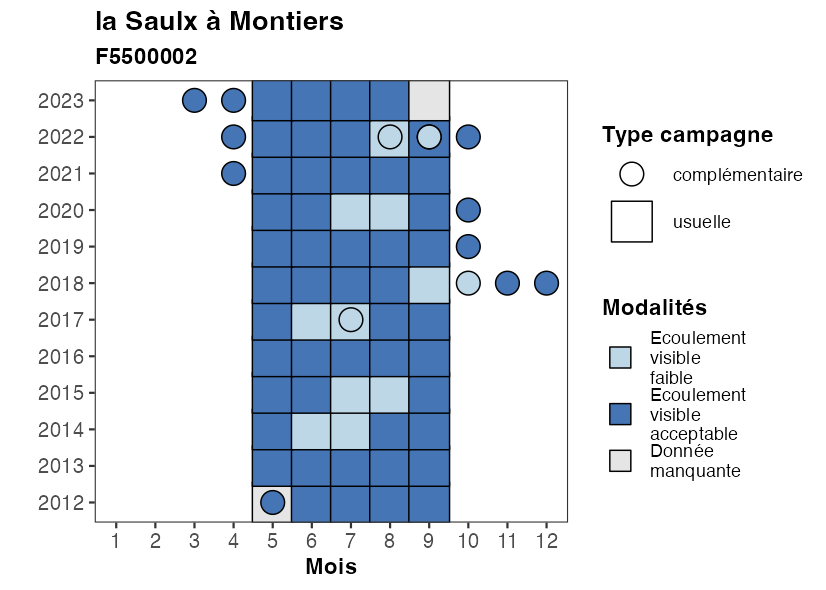 la Saulx à Montiers
F5500002
2023
2022
2021
2020
2019
2018
2017
2016
2015
2014
2013
2012
1 2 3 4 5 6 7 8 9 10 11 12
Mois
Type campagne
complémentaire
usuelle
Modalités
Ecoulement
visible
faible
Ecoulement
visible
acceptable
Donnée
manquante